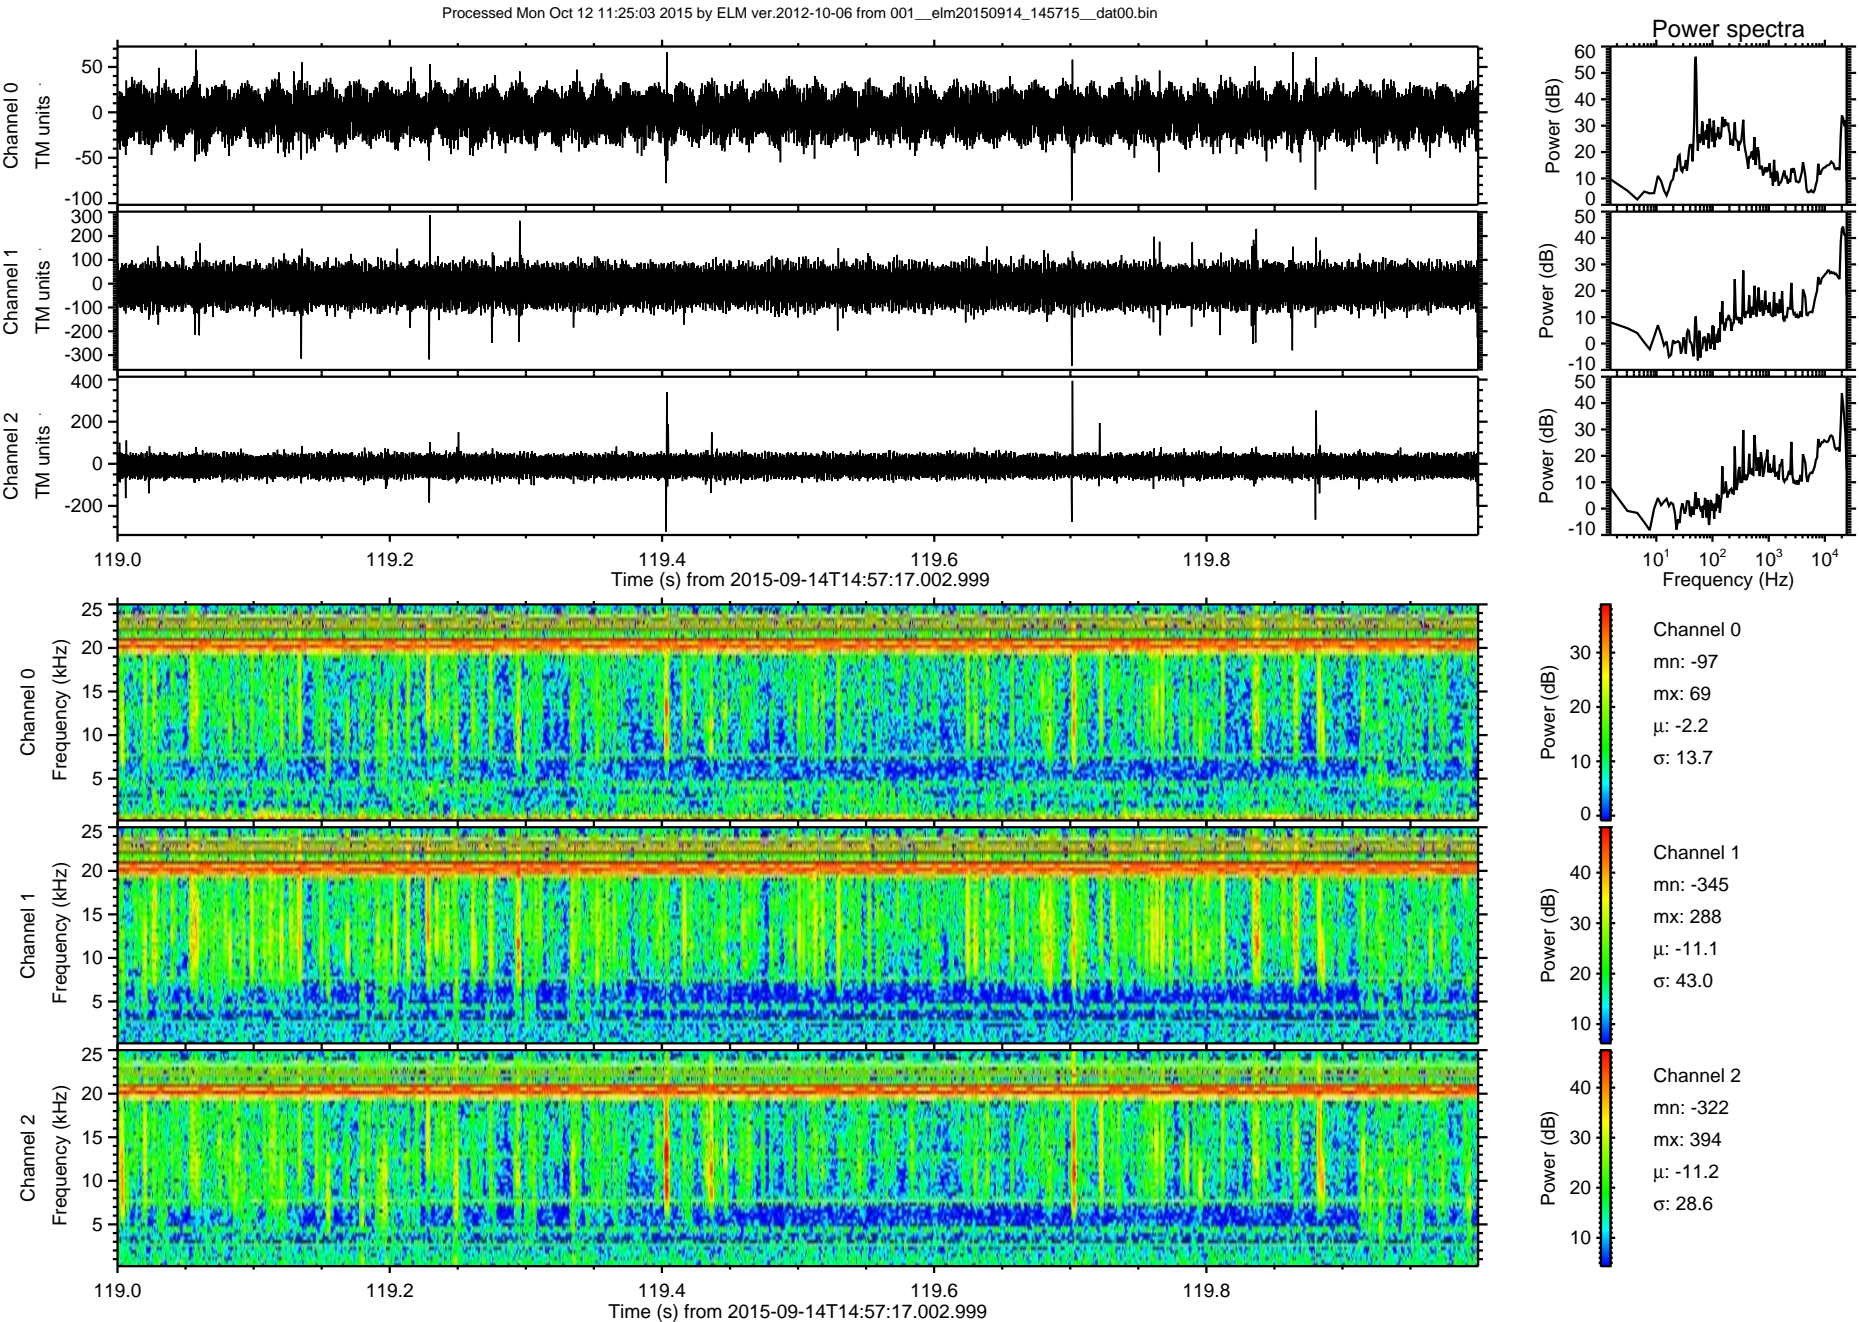 Processed Mon Oct 12 11:25:03 2015 by ELM ver.2012-10-06 from 001__elm20150914_145715__dat00.bin
Power spectra
Channel 0
TM units
50
0
-50
-100
Power (dB)
60
50
40
30
20
10
0
Channel 1
TM units
300
200
100
0
-100
-200
-300
Power (dB)
50
40
30
20
10
0
-10
Channel 2
TM units
400
200
0
-200
Power (dB)
50
40
30
20
10
0
-10
119.0 119.2 119.4 119.6 119.8
Time (s) from 2015-09-14T14:57:17.002.999
10^1 10^2 10^3 10^4
Frequency (Hz)
Channel 0
Frequency (kHz)
25
20
15
10
5
Power (dB)
30
20
10
0
Channel 0
mn: -97
mx: 69
μ: -2.2
σ: 13.7
Channel 1
Frequency (kHz)
25
20
15
10
5
Power (dB)
40
30
20
10
Channel 1
mn: -345
mx: 288
μ: -11.1
σ: 43.0
Channel 2
Frequency (kHz)
25
20
15
10
5
Power (dB)
40
30
20
10
Channel 2
mn: -322
mx: 394
μ: -11.2
σ: 28.6
119.0 119.2 119.4 119.6 119.8
Time (s) from 2015-09-14T14:57:17.002.999